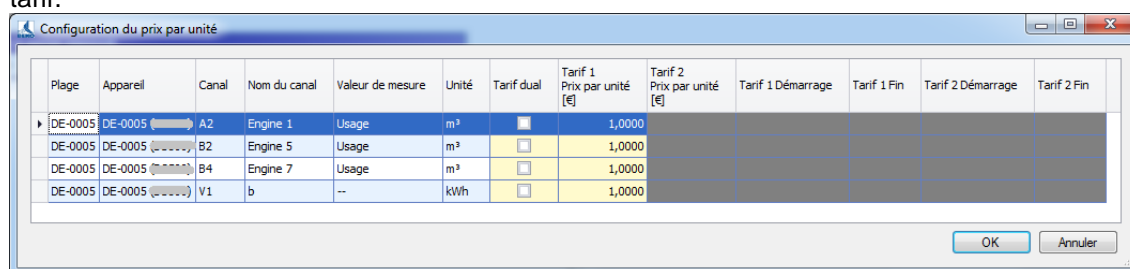 Configuration du prix par unité
Plage Appareil Canal Nom du canal Valeur de mesure Unité Tarif dual Tarif 1 Prix par unité [€] Tarif 2 Prix par unité [€] Tarif 1 Démarrage Tarif 1 Fin Tarif 2 Démarrage Tarif 2 Fin
DE-0005 DE-0005 A2 Engine 1 Usage m³ 1,0000
DE-0005 DE-0005 B2 Engine 5 Usage m³ 1,0000
DE-0005 DE-0005 B4 Engine 7 Usage m³ 1,0000
DE-0005 DE-0005 V1 b -- kWh 1,0000
OK Annuler